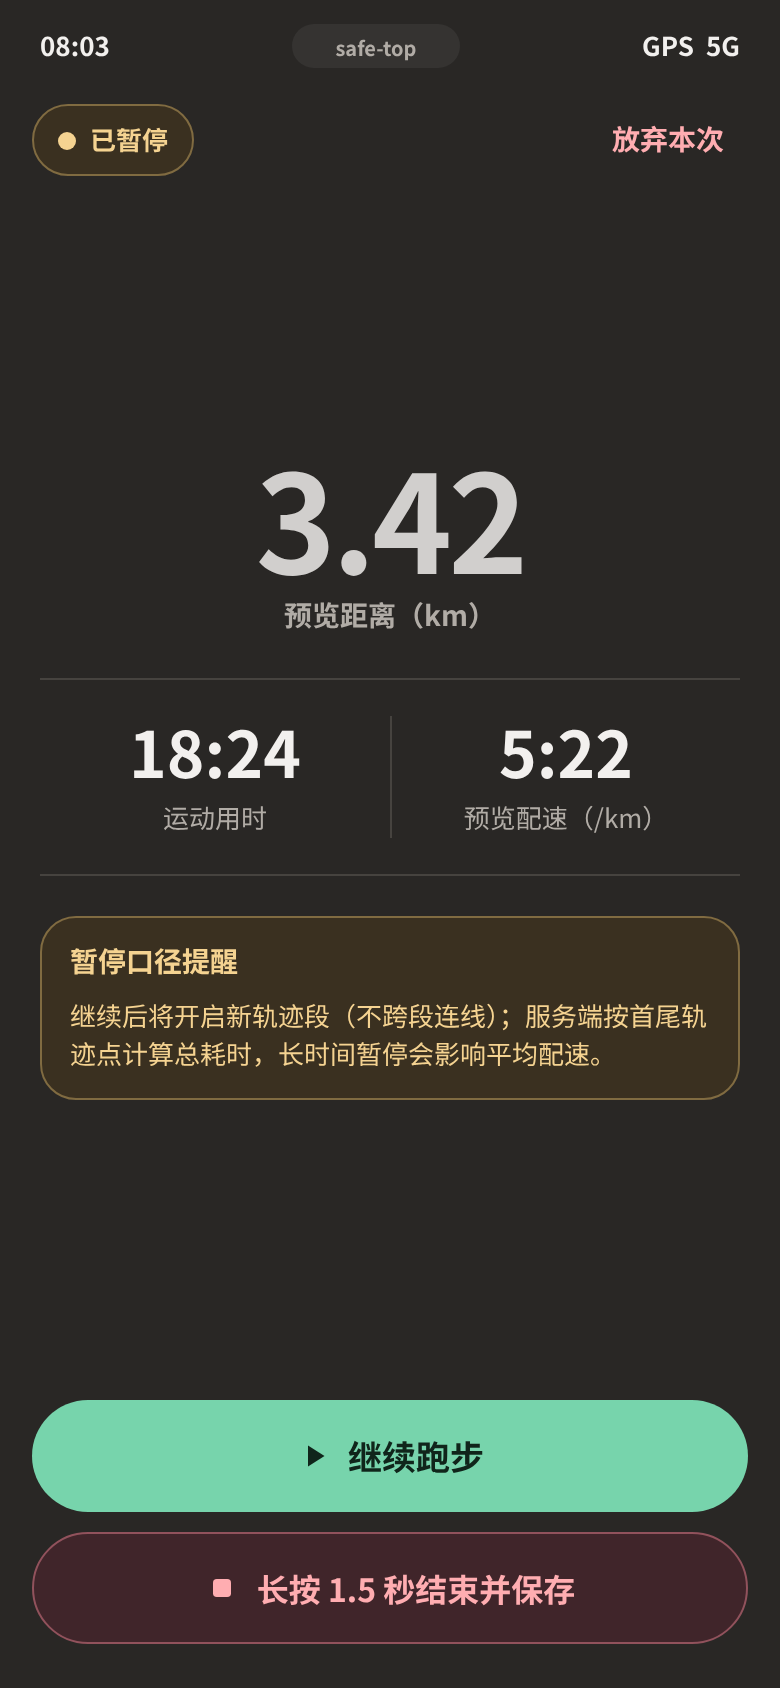 08:03
safe-top
GPS 5G
已暂停
放弃本次
3.42
预览距离（km）
18:24
5:22
运动用时
预览配速（/km）
暂停口径提醒
继续后将开启新轨迹段（不跨段连线）；服务端按首尾轨
迹点计算总耗时，长时间暂停会影响平均配速。
继续跑步
长按 1.5 秒结束并保存